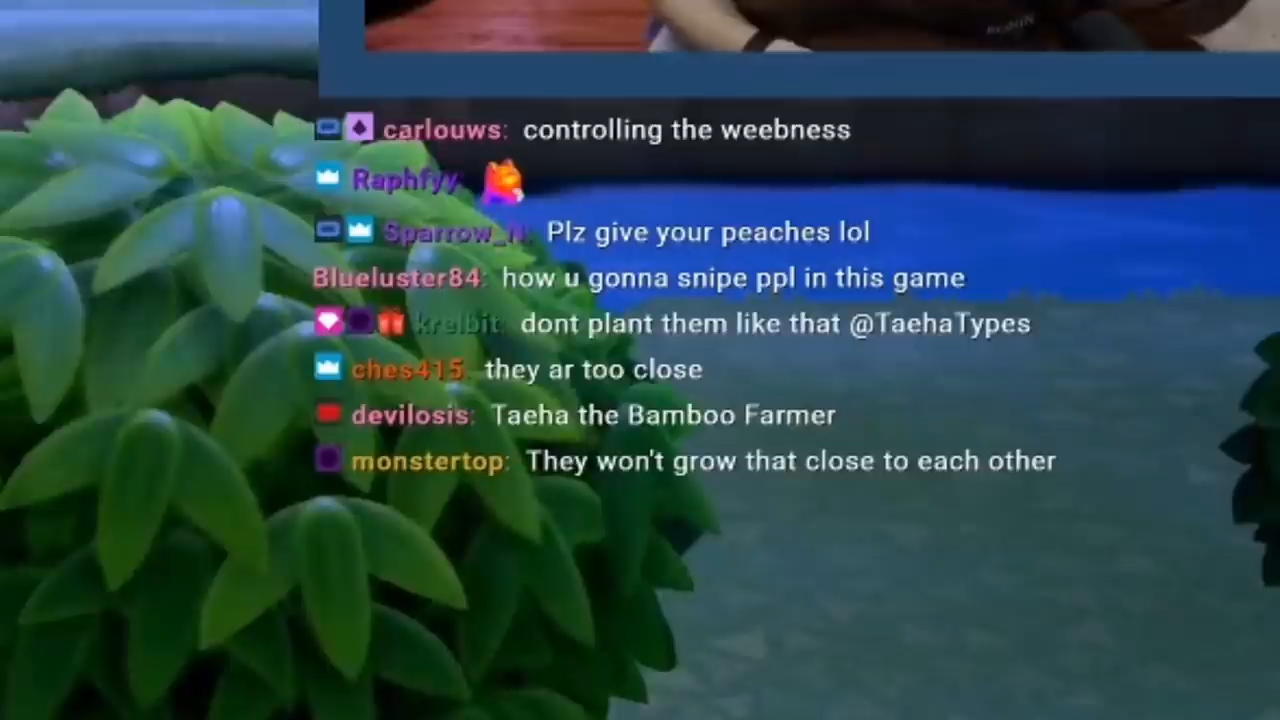 carlouws: controlling the weebness
Raphfyy:
Sparrow_N: Plz give your peaches lol
Blueluster84: how u gonna snipe ppl in this game
krelbit: dont plant them like that @TaehaTypes
ches415: they ar too close
devilosis: Taeha the Bamboo Farmer
monstertop: They won't grow that close to each other